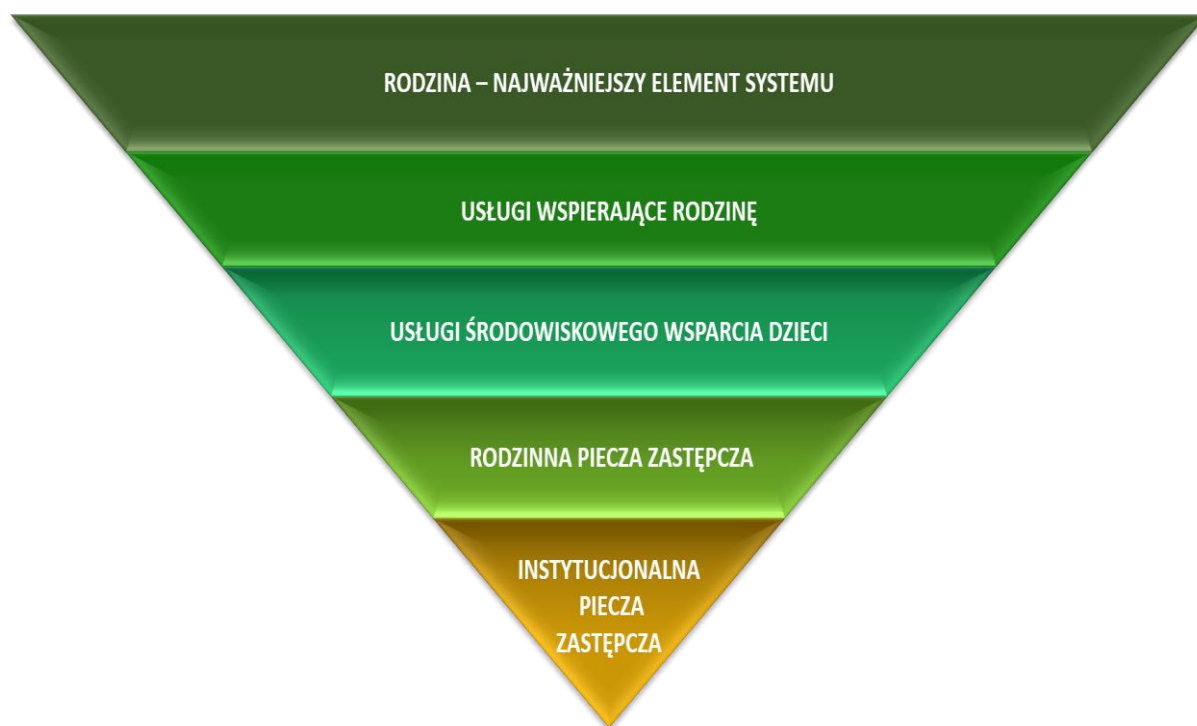 RODZINA – NAJWAŻNIEJSZY ELEMENT SYSTEMU
USŁUGI WSPIERAJĄCE RODZINĘ
USŁUGI ŚRODOWISKOWEGO WSPARCIA DZIECI
RODZINNA PIECZA ZASTĘPCZA
INSTYTUCJONALNA
PIECZA
ZASTĘPCZA